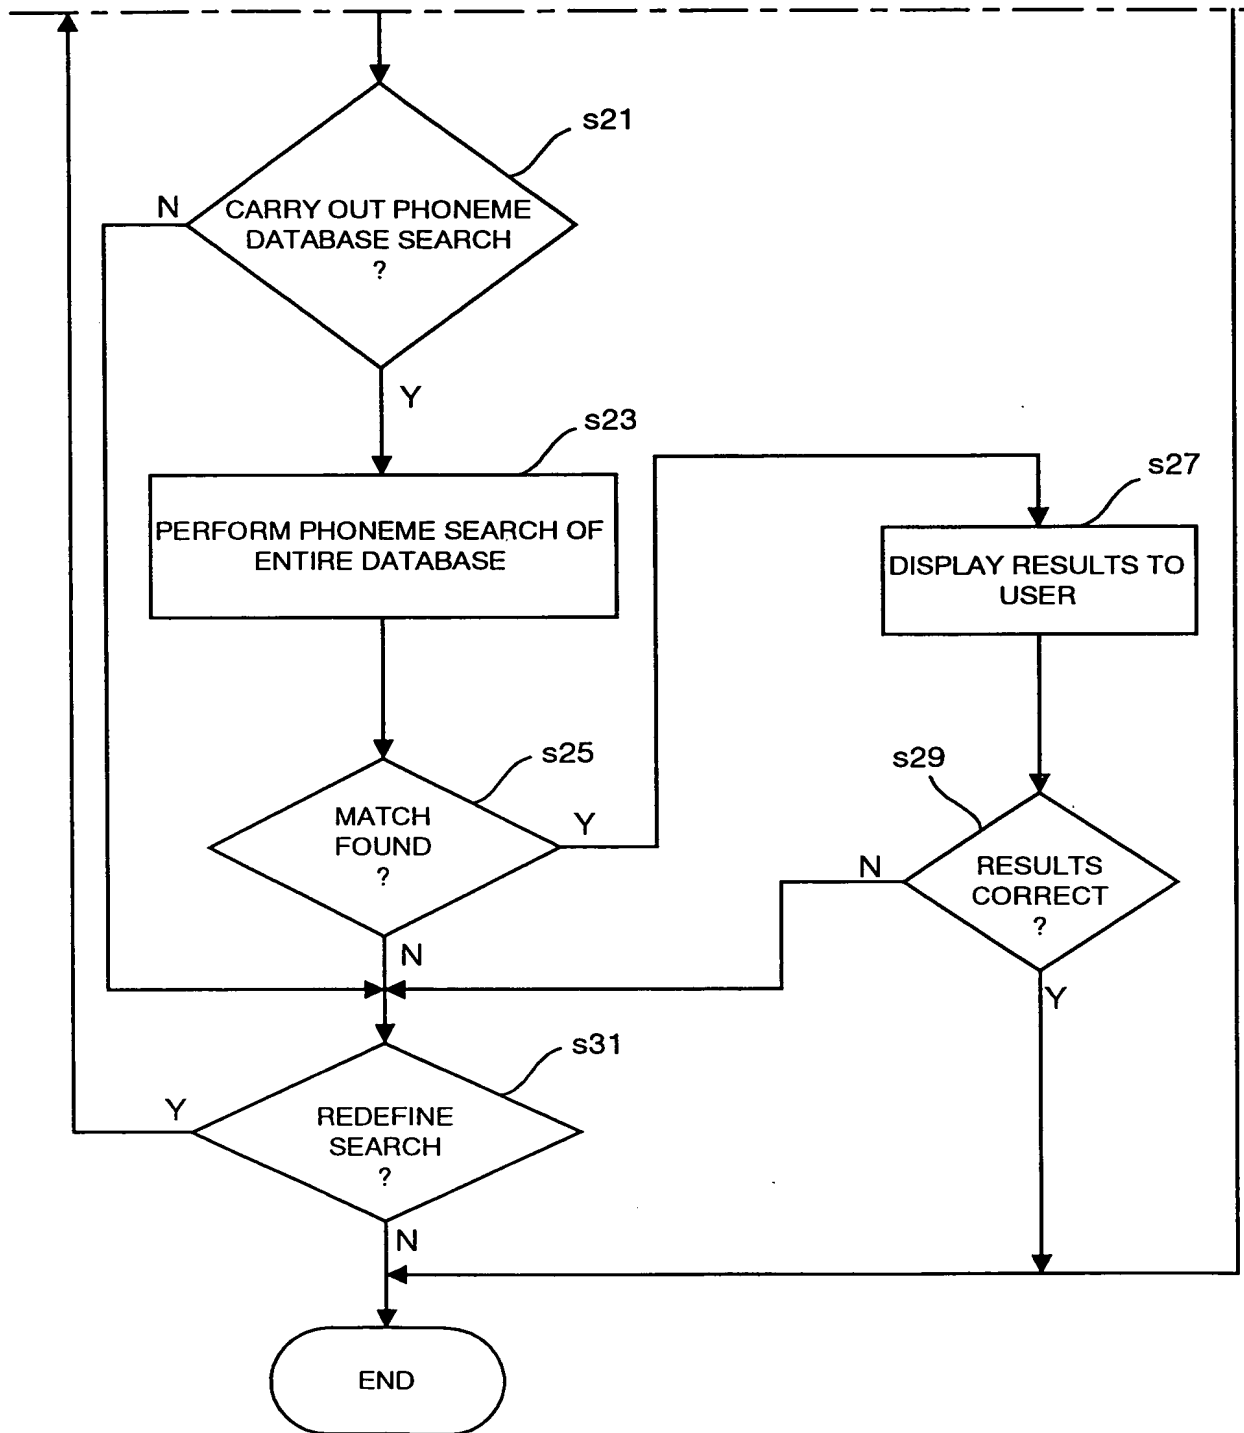 s21
N
CARRY OUT PHONEME
DATABASE SEARCH
?
Y
s23
PERFORM PHONEME SEARCH OF
ENTIRE DATABASE
s27
DISPLAY RESULTS TO
USER
s25
MATCH
FOUND
?
Y
N
s29
RESULTS
CORRECT
?
N
Y
s31
REDEFINE
SEARCH
?
Y
N
END